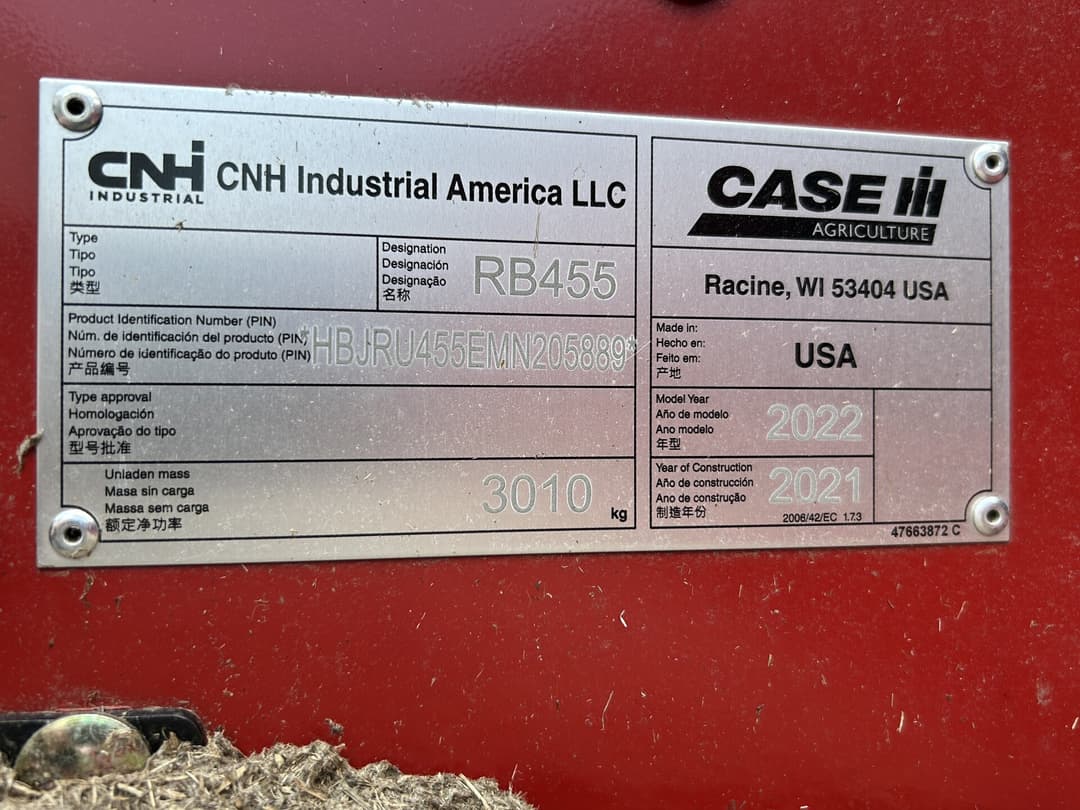 CNH INDUSTRIAL CNH Industrial America LLC
Type
Tipo
Tipo
类型
Designation
Designación
Designação
名称
RB455
Product Identification Number (PIN)
Núm. de identificación del producto (PIN)
Número de identificação do produto (PIN)
产品编号
*HBJRU455EMN205889*
Type approval
Homologación
Aprovação do tipo
型号批准
Unladen mass
Masa sin carga
Massa sem carga
额定净功率
3010 kg
CASE IH
AGRICULTURE
Racine, WI 53404 USA
Made in:
Hecho en:
Feito em:
产地
USA
Model Year
Año de modelo
Ano modelo
年型
2022
Year of Construction
Año de construcción
Ano de construção
制造年份
2021
2006/42/EC 1.7.3
47663872 C